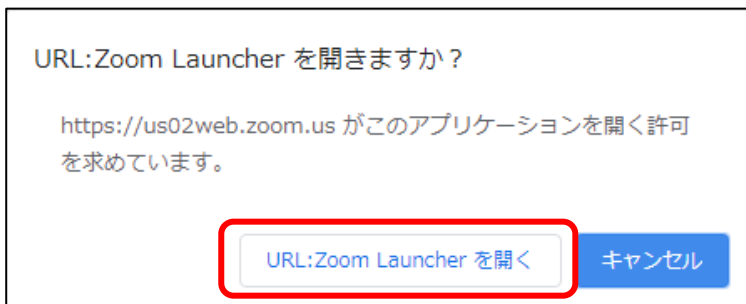 URL:Zoom Launcher を開きますか？
https://us02web.zoom.us がこのアプリケーションを開く許可
を求めています。
URL:Zoom Launcher を開く
キャンセル